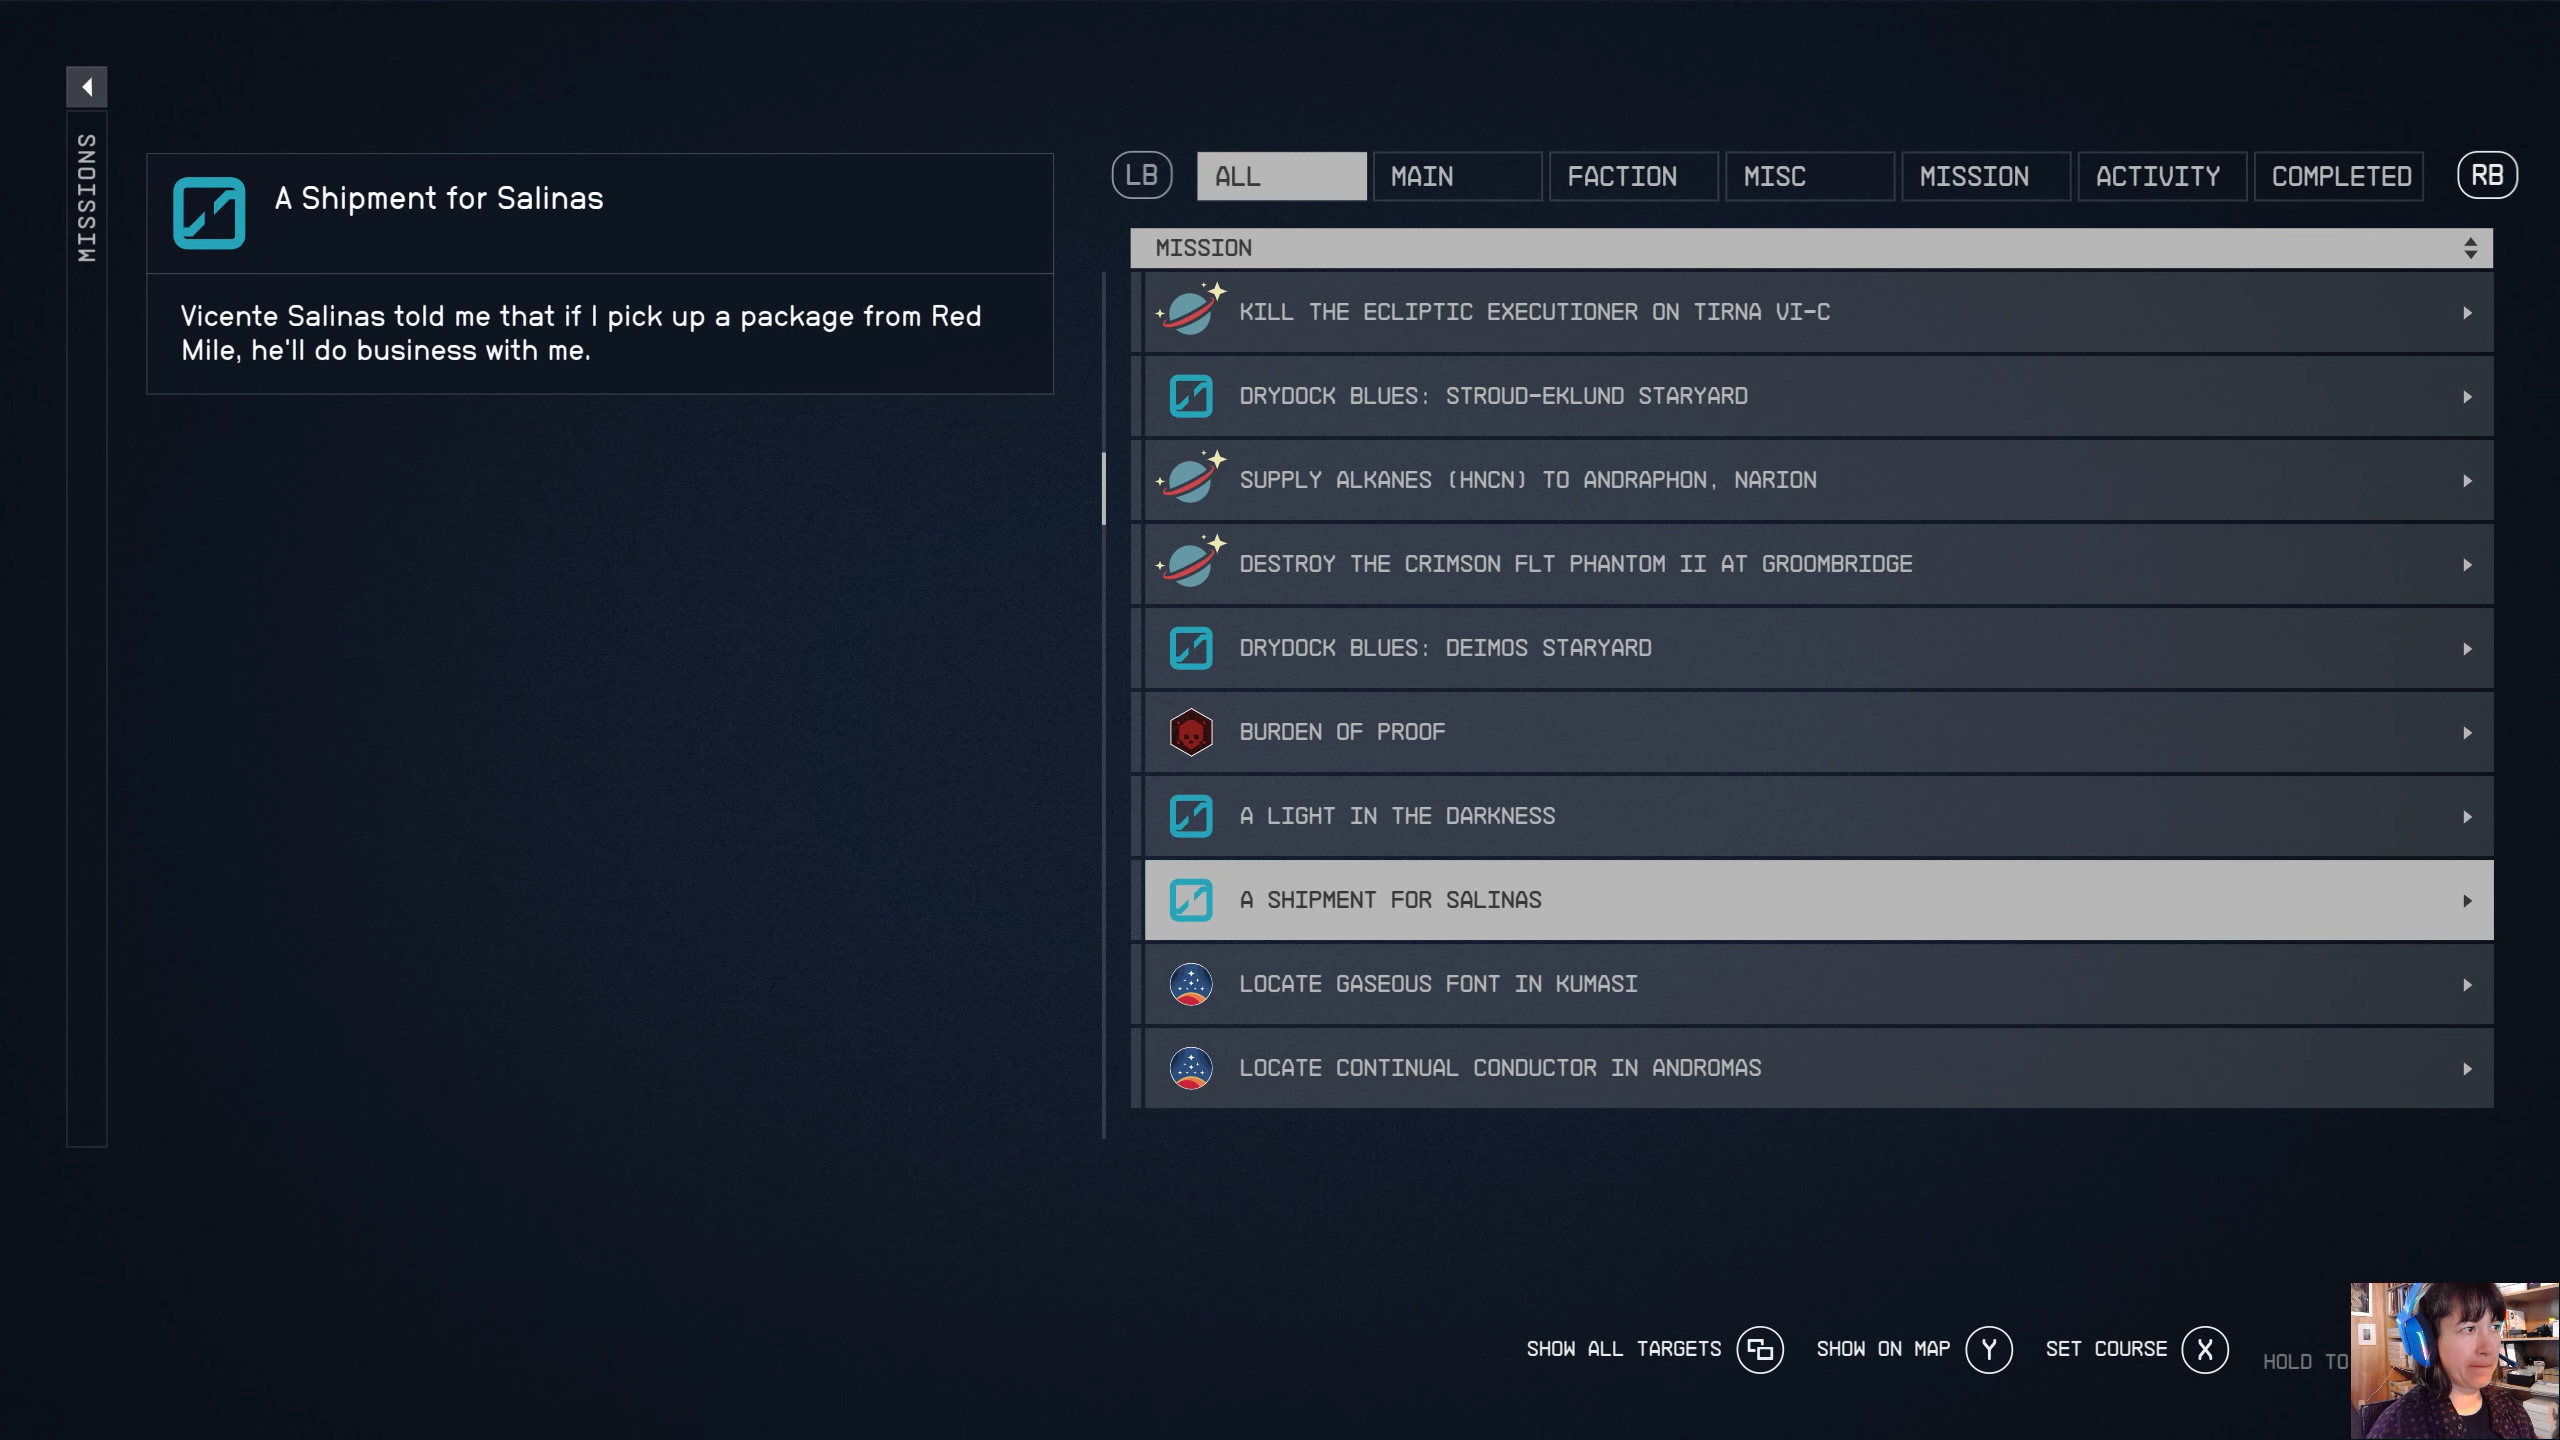 MISSIONS
A Shipment for Salinas
Vicente Salinas told me that if I pick up a package from Red
Mile, he'll do business with me.
LB
ALL
MAIN
FACTION
MISC
MISSION
ACTIVITY
COMPLETED
RB
MISSION
KILL THE ECLIPTIC EXECUTIONER ON TIRNA VI-C
DRYDOCK BLUES: STROUD-EKLUND STARYARD
SUPPLY ALKANES (HNCN) TO ANDRAPHON, NARION
DESTROY THE CRIMSON FLT PHANTOM II AT GROOMBRIDGE
DRYDOCK BLUES: DEIMOS STARYARD
BURDEN OF PROOF
A LIGHT IN THE DARKNESS
A SHIPMENT FOR SALINAS
LOCATE GASEOUS FONT IN KUMASI
LOCATE CONTINUAL CONDUCTOR IN ANDROMAS
SHOW ALL TARGETS
SHOW ON MAP Y
SET COURSE X
HOLD TO